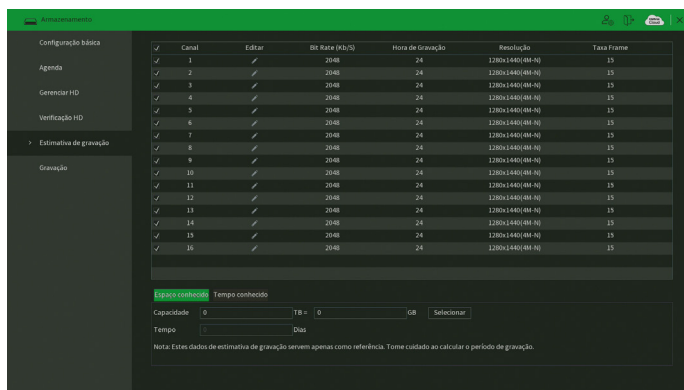 Armazenamento
Configuração básica
Agenda
Gerenciar HD
Verificação HD
> Estimativa de gravação
Gravação
Canal Editar Bit Rate (Kb/S) Hora de Gravação Resolução Taxa Frame
1 2048 24 1280x1440(4M-N) 15
2 2048 24 1280x1440(4M-N) 15
3 2048 24 1280x1440(4M-N) 15
4 2048 24 1280x1440(4M-N) 15
5 2048 24 1280x1440(4M-N) 15
6 2048 24 1280x1440(4M-N) 15
7 2048 24 1280x1440(4M-N) 15
8 2048 24 1280x1440(4M-N) 15
9 2048 24 1280x1440(4M-N) 15
10 2048 24 1280x1440(4M-N) 15
11 2048 24 1280x1440(4M-N) 15
12 2048 24 1280x1440(4M-N) 15
13 2048 24 1280x1440(4M-N) 15
14 2048 24 1280x1440(4M-N) 15
15 2048 24 1280x1440(4M-N) 15
16 2048 24 1280x1440(4M-N) 15
Espaço conhecido Tempo conhecido
Capacidade 0 TB = 0 GB Selecionar
Tempo 0 Dias
Nota: Estes dados de estimativa de gravação servem apenas como referência. Tome cuidado ao calcular o período de gravação.